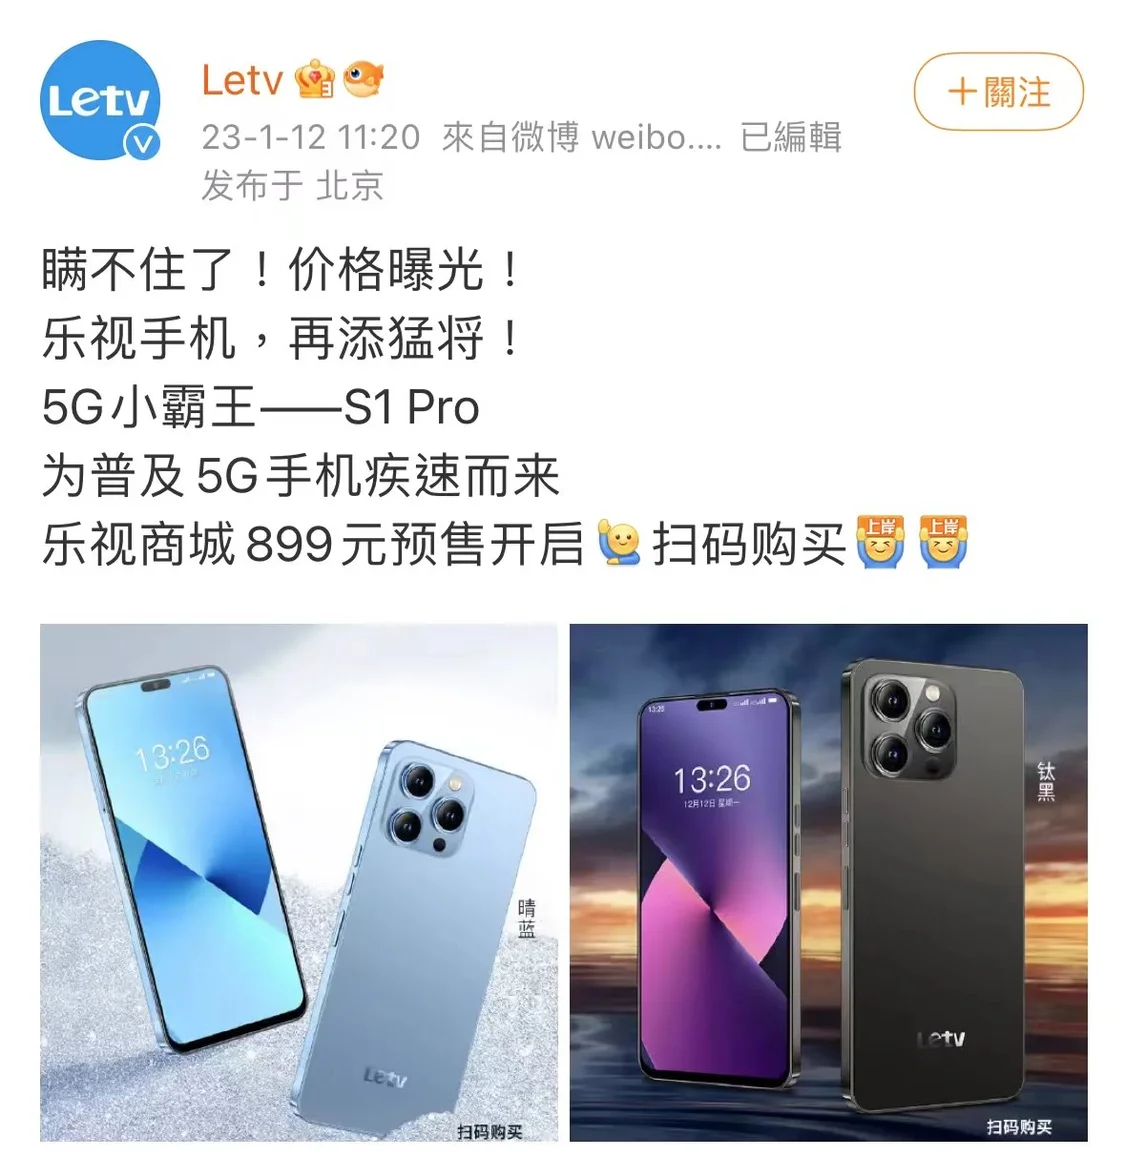 Letv
Letv
23-1-12 11:20 來自微博 weibo.... 已編輯
发布于 北京
＋關注
瞒不住了！价格曝光！
乐视手机，再添猛将！
5G小霸王——S1 Pro
为普及5G手机疾速而来
乐视商城899元预售开启 扫码购买 上岸 上岸
13:26
晴蓝
Letv
扫码购买
13:26
13:26
12月12日 星期一
钛黑
Letv
扫码购买